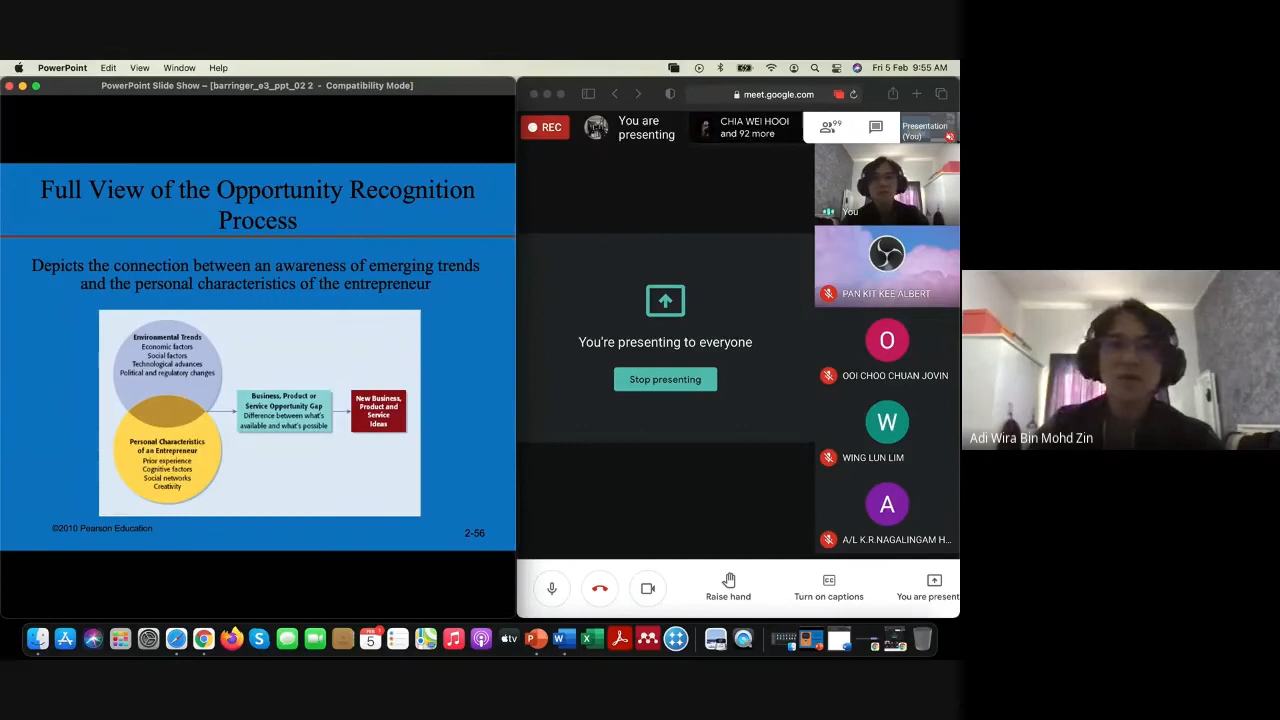 PowerPoint Edit View Window Help
Fri 5 Feb 9:55 AM
PowerPoint Slide Show – [barringer_e3_ppt_02 2 - Compatibility Mode]
Full View of the Opportunity Recognition
Process
Depicts the connection between an awareness of emerging trends
and the personal characteristics of the entrepreneur
Environmental Trends
Economic factors
Social factors
Technological advances
Political and regulatory changes
Personal Characteristics
of an Entrepreneur
Prior experience
Cognitive factors
Social networks
Creativity
Business, Product or
Service Opportunity Gap
Difference between what's
available and what's possible
New Business,
Product and
Service
Ideas
©2010 Pearson Education
2-56
meet.google.com
REC
You are
presenting
CHIA WEI HOOI
and 92 more
99
Presentation
(You)
You
PAN KIT KEE ALBERT
You're presenting to everyone
Stop presenting
O
OOI CHOO CHUAN JOVIN
W
WING LUN LIM
A
A/L K.R.NAGALINGAM H...
Raise hand
CC
Turn on captions
You are present
Adi Wira Bin Mohd Zin
FEB
5
tv